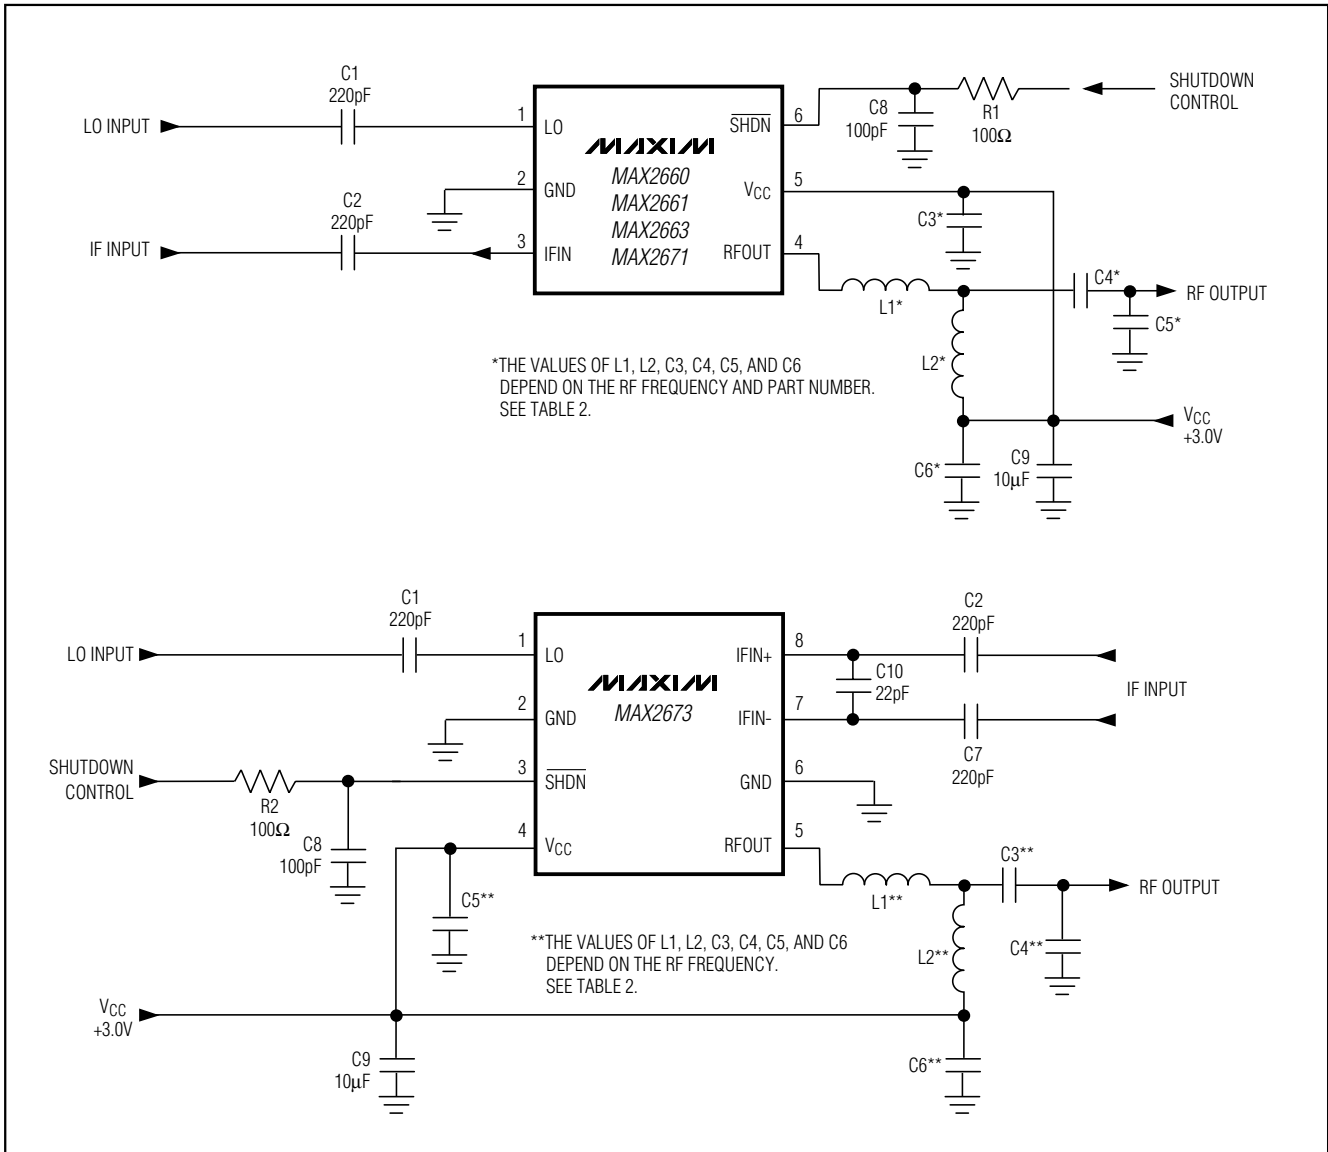 C1
220pF
LO INPUT
1
LO
2
GND
C2
220pF
IF INPUT
3
IFIN
MAXIM
MAX2660
MAX2661
MAX2663
MAX2671
SHDN
6
VCC
5
RFOUT
4
C8
100pF
R1
100Ω
SHUTDOWN
CONTROL
C3*
L1*
C4*
RF OUTPUT
C5*
L2*
VCC
+3.0V
C6*
C9
10μF
*THE VALUES OF L1, L2, C3, C4, C5, AND C6
DEPEND ON THE RF FREQUENCY AND PART NUMBER.
SEE TABLE 2.
C1
220pF
LO INPUT
1
LO
2
GND
SHUTDOWN
CONTROL
R2
100Ω
3
SHDN
C8
100pF
4
VCC
C5**
MAXIM
MAX2673
IFIN+
8
IFIN-
7
GND
6
RFOUT
5
C2
220pF
C10
22pF
IF INPUT
C7
220pF
L1**
C3**
RF OUTPUT
L2**
C4**
**THE VALUES OF L1, L2, C3, C4, C5, AND C6
DEPEND ON THE RF FREQUENCY.
SEE TABLE 2.
VCC
+3.0V
C9
10μF
C6**